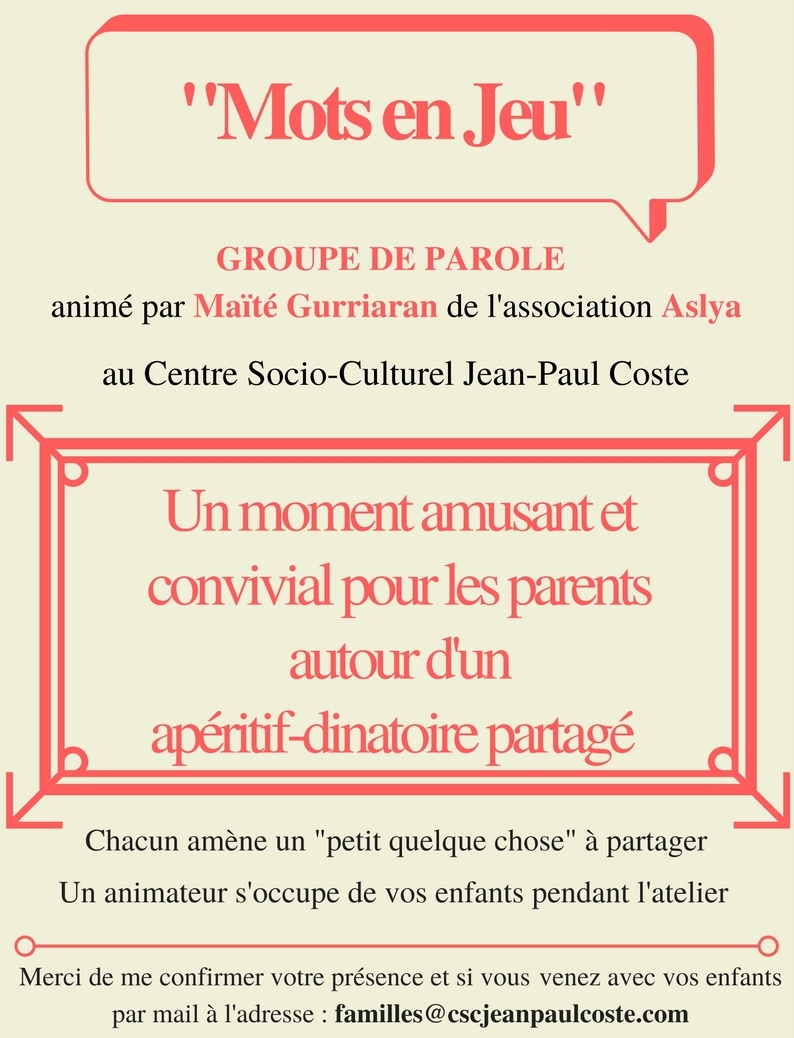 "Mots en Jeu"
GROUPE DE PAROLE
animé par Maïté Gurriaran de l'association Aslya
au Centre Socio-Culturel Jean-Paul Coste
Un moment amusant et
convivial pour les parents
autour d'un
apéritif-dinatoire partagé
Chacun amène un "petit quelque chose" à partager
Un animateur s'occupe de vos enfants pendant l'atelier
Merci de me confirmer votre présence et si vous venez avec vos enfants
par mail à l'adresse : familles@cscjeanpaulcoste.com